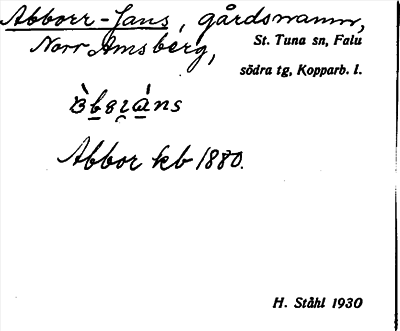 Abborr-Jans, gårdsnamn,
Norr Amsberg, St. Tuna sn, Falu
södra tg, Kopparb. l.
Abbor kb 1880.
H. Ståhl 1930